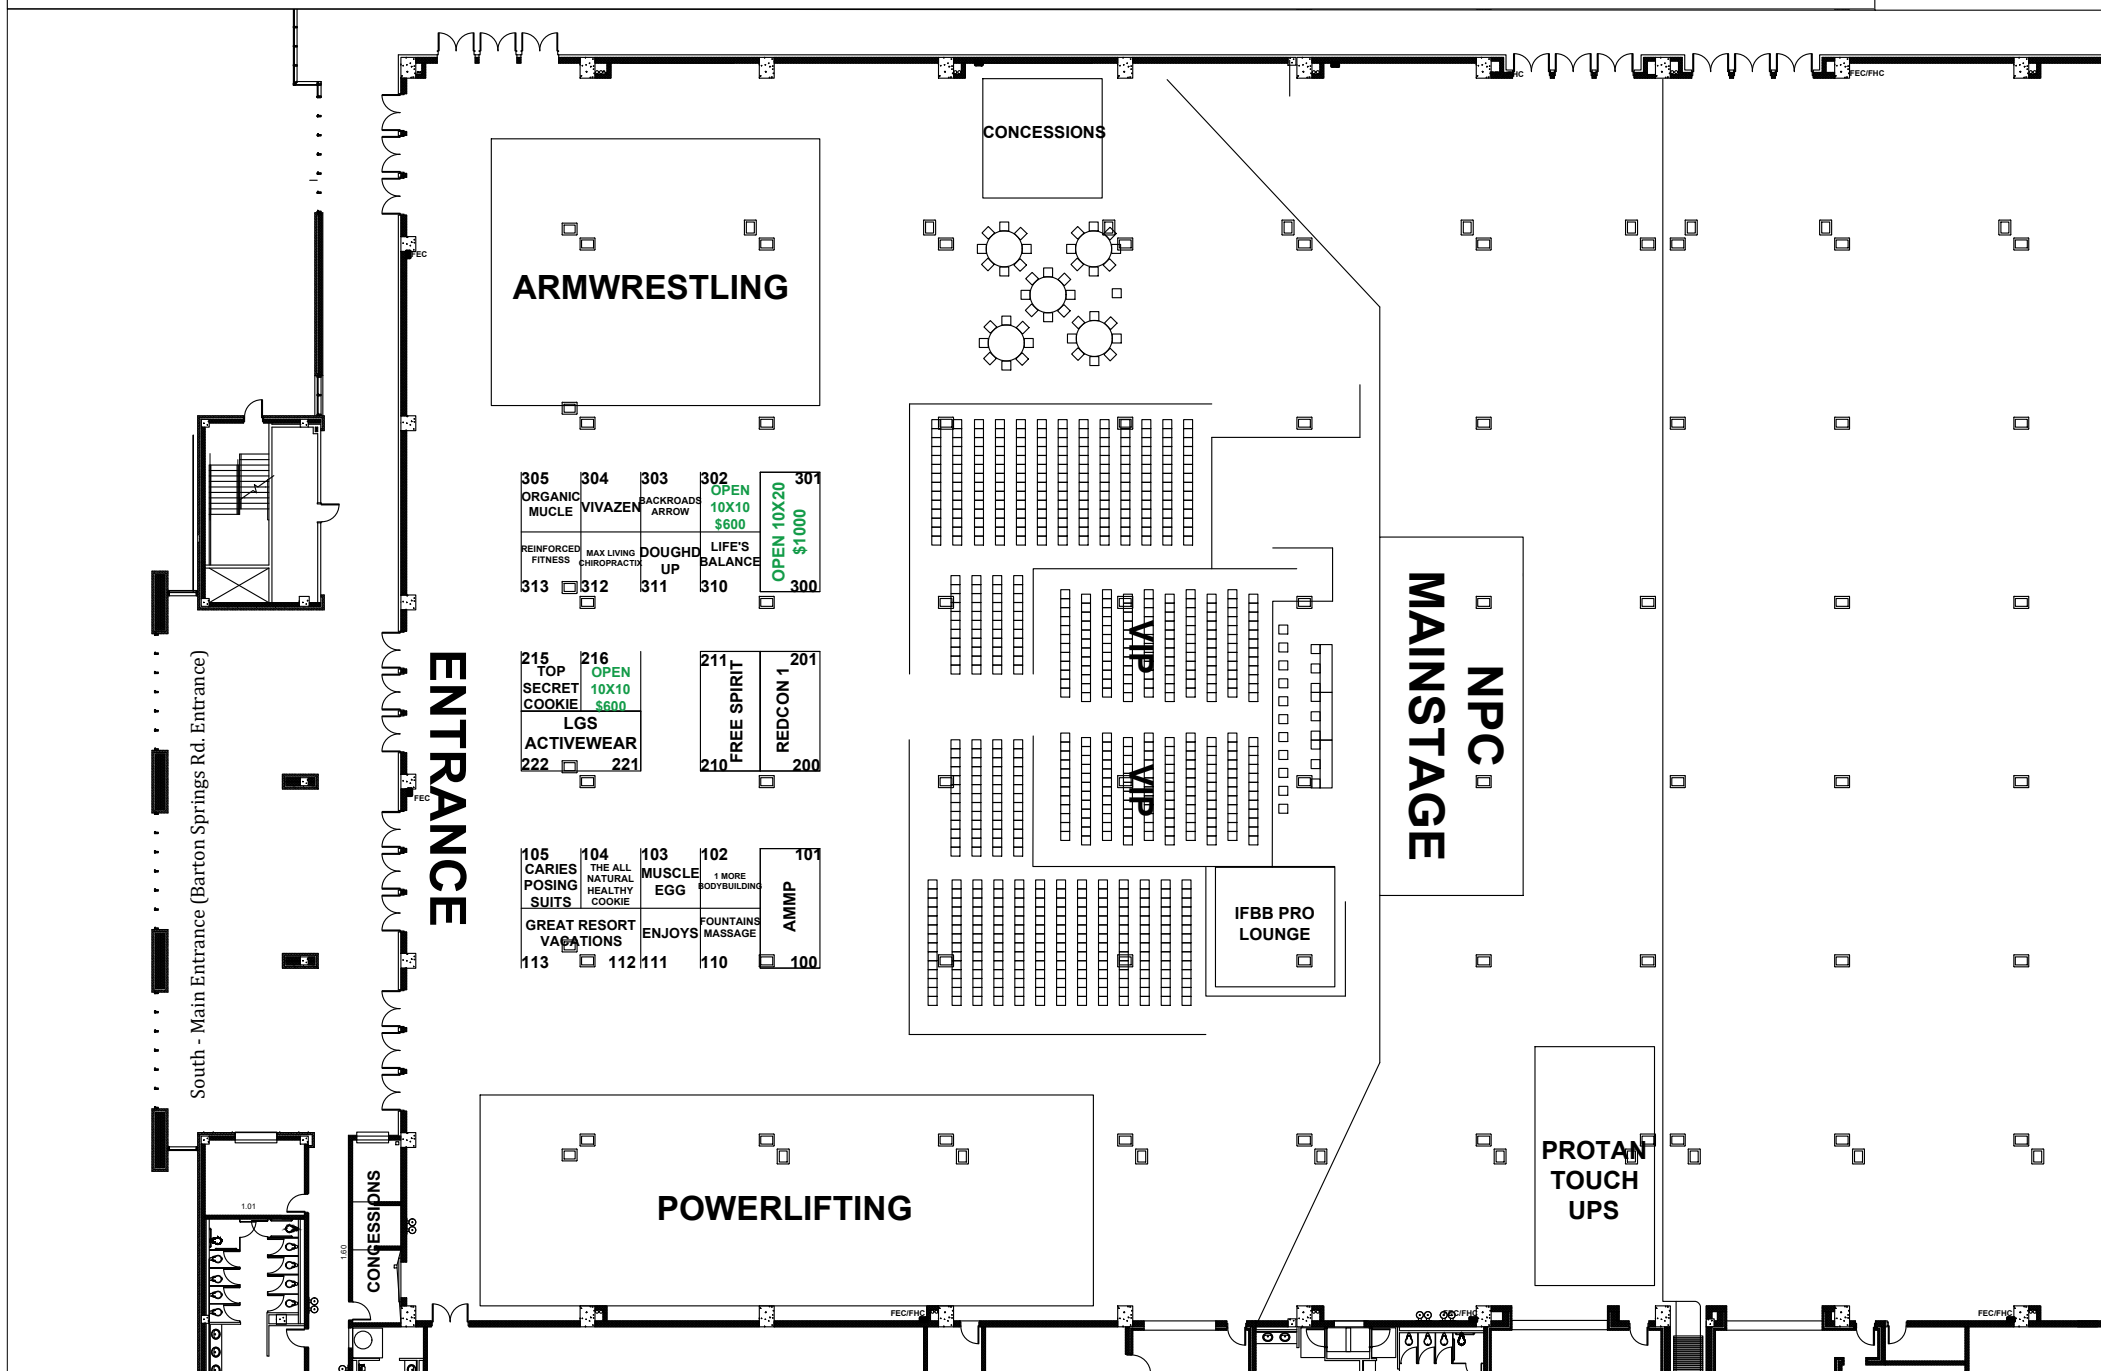 FHC
FEC/FHC
CONCESSIONS
FEC
ARMWRESTLING
305
ORGANIC
MUCLE
304
VIVAZEN
303
BACKROADS
ARROW
302
OPEN
10X10
$600
301
OPEN 10X20
$1000
300
REINFORCED
FITNESS
313
MAX LIVING
CHIROPRACTIX
312
DOUGHD
UP
311
LIFE'S
BALANCE
310
ENTRANCE
South - Main Entrance (Barton Springs Rd. Entrance)
215
TOP
SECRET
COOKIE
216
OPEN
10X10
$600
LGS
ACTIVEWEAR
222
221
211
FREE SPIRIT
210
201
REDCON 1
200
FEC
VIP
VIP
NPC
MAINSTAGE
105
CARIES
POSING
SUITS
104
THE ALL
NATURAL
HEALTHY
COOKIE
103
MUSCLE
EGG
102
1 MORE
BODYBUILDING
101
AMMP
100
GREAT RESORT
VACATIONS
113
112
ENJOYS
111
FOUNTAINS
MASSAGE
110
IFBB PRO
LOUNGE
POWERLIFTING
PROTAN
TOUCH
UPS
1.01
1.60
CONCESSIONS
FEC/FHC
FEC/FHC
FEC/FHC